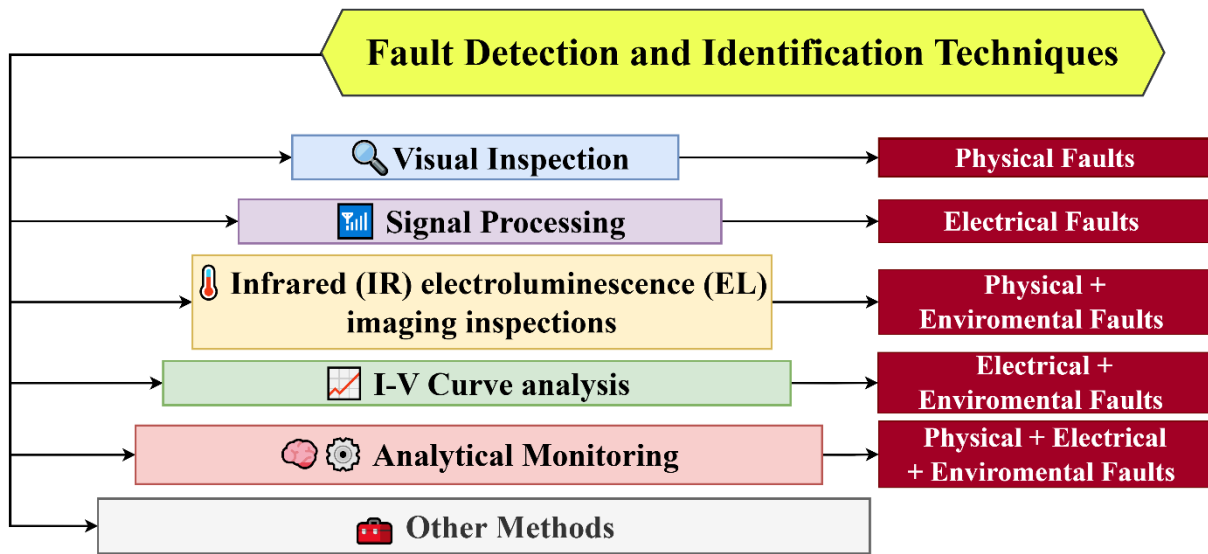 Fault Detection and Identification Techniques
Visual Inspection
Physical Faults
Signal Processing
Electrical Faults
Infrared (IR) electroluminescence (EL)
imaging inspections
Physical +
Enviromental Faults
I-V Curve analysis
Electrical +
Enviromental Faults
Analytical Monitoring
Physical + Electrical
+ Enviromental Faults
Other Methods